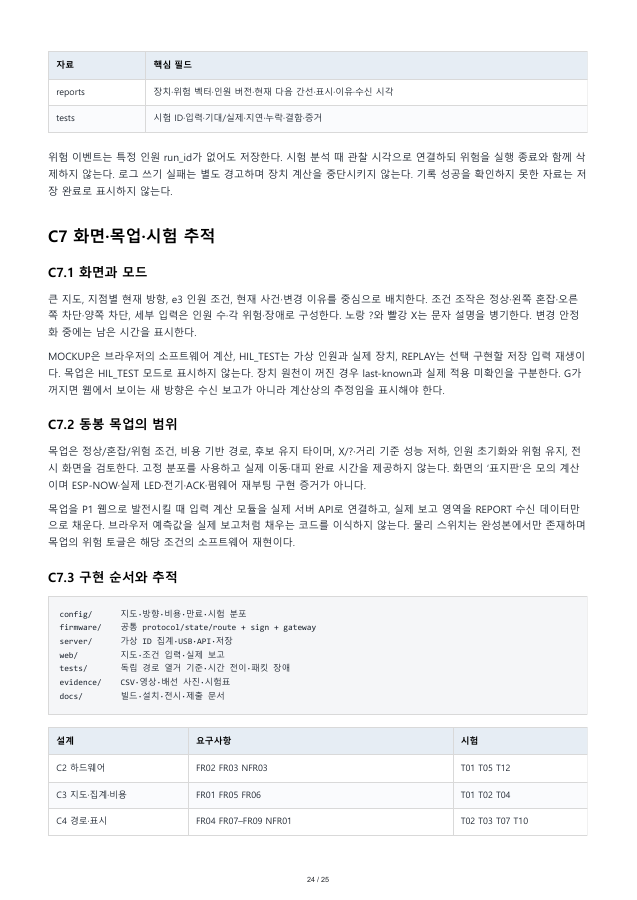 자료 핵심 필드
reports 장치·위험 벡터·인원 버전·현재 다음 간선·표시·이유·수신 시각
tests 시험 ID·입력·기대/실제·지연·누락·결함·증거
위험 이벤트는 특정 인원 run_id가 없어도 저장한다. 시험 분석 때 관찰 시각으로 연결하되 위험을 실행 종료와 함께 삭
제하지 않는다. 로그 쓰기 실패는 별도 경고하며 장치 계산을 중단시키지 않는다. 기록 성공을 확인하지 못한 자료는 저
장 완료로 표시하지 않는다.
C7 화면·목업·시험 추적
C7.1 화면과 모드
큰 지도, 지점별 현재 방향, e3 인원 조건, 현재 사건·변경 이유를 중심으로 배치한다. 조건 조작은 정상·왼쪽 혼잡·오른
쪽 차단·양쪽 차단, 세부 입력은 인원 수·각 위험·장애로 구성한다. 노랑 ?와 빨강 X는 문자 설명을 병기한다. 변경 안정
화 중에는 남은 시간을 표시한다.
MOCKUP은 브라우저의 소프트웨어 계산, HIL_TEST는 가상 인원과 실제 장치, REPLAY는 선택 구현할 저장 입력 재생이
다. 목업은 HIL_TEST 모드로 표시하지 않는다. 장치 원천이 꺼진 경우 last-known과 실제 적용 미확인을 구분한다. G가
꺼지면 웹에서 보이는 새 방향은 수신 보고가 아니라 계산상의 추정임을 표시해야 한다.
C7.2 동봉 목업의 범위
목업은 정상/혼잡/위험 조건, 비용 기반 경로, 후보 유지 타이머, X/?·거리 기준 성능 저하, 인원 초기화와 위험 유지, 전
시 화면을 검토한다. 고정 분포를 사용하고 실제 이동·대피 완료 시간을 제공하지 않는다. 화면의 ‘표지판’은 모의 계산
이며 ESP-NOW·실제 LED·전기·ACK·펌웨어 재부팅 구현 증거가 아니다.
목업을 P1 웹으로 발전시킬 때 입력 계산 모듈을 실제 서버 API로 연결하고, 실제 보고 영역을 REPORT 수신 데이터만
으로 채운다. 브라우저 예측값을 실제 보고처럼 채우는 코드를 이식하지 않는다. 물리 스위치는 완성본에서만 존재하며
목업의 위험 토글은 해당 조건의 소프트웨어 재현이다.
C7.3 구현 순서와 추적
config/ 지도·방향·비용·만료·시험 분포
firmware/ 공통 protocol/state/route + sign + gateway
server/ 가상 ID 집계·USB·API·저장
web/ 지도·조건 입력·실제 보고
tests/ 독립 경로 열거 기준·시간 전이·패킷 장애
evidence/ CSV·영상·배선 사진·시험표
docs/ 빌드·설치·전시·제출 문서
설계 요구사항 시험
C2 하드웨어 FR02 FR03 NFR03 T01 T05 T12
C3 지도·집계·비용 FR01 FR05 FR06 T01 T02 T04
C4 경로·표시 FR04 FR07–FR09 NFR01 T02 T03 T07 T10
24 / 25